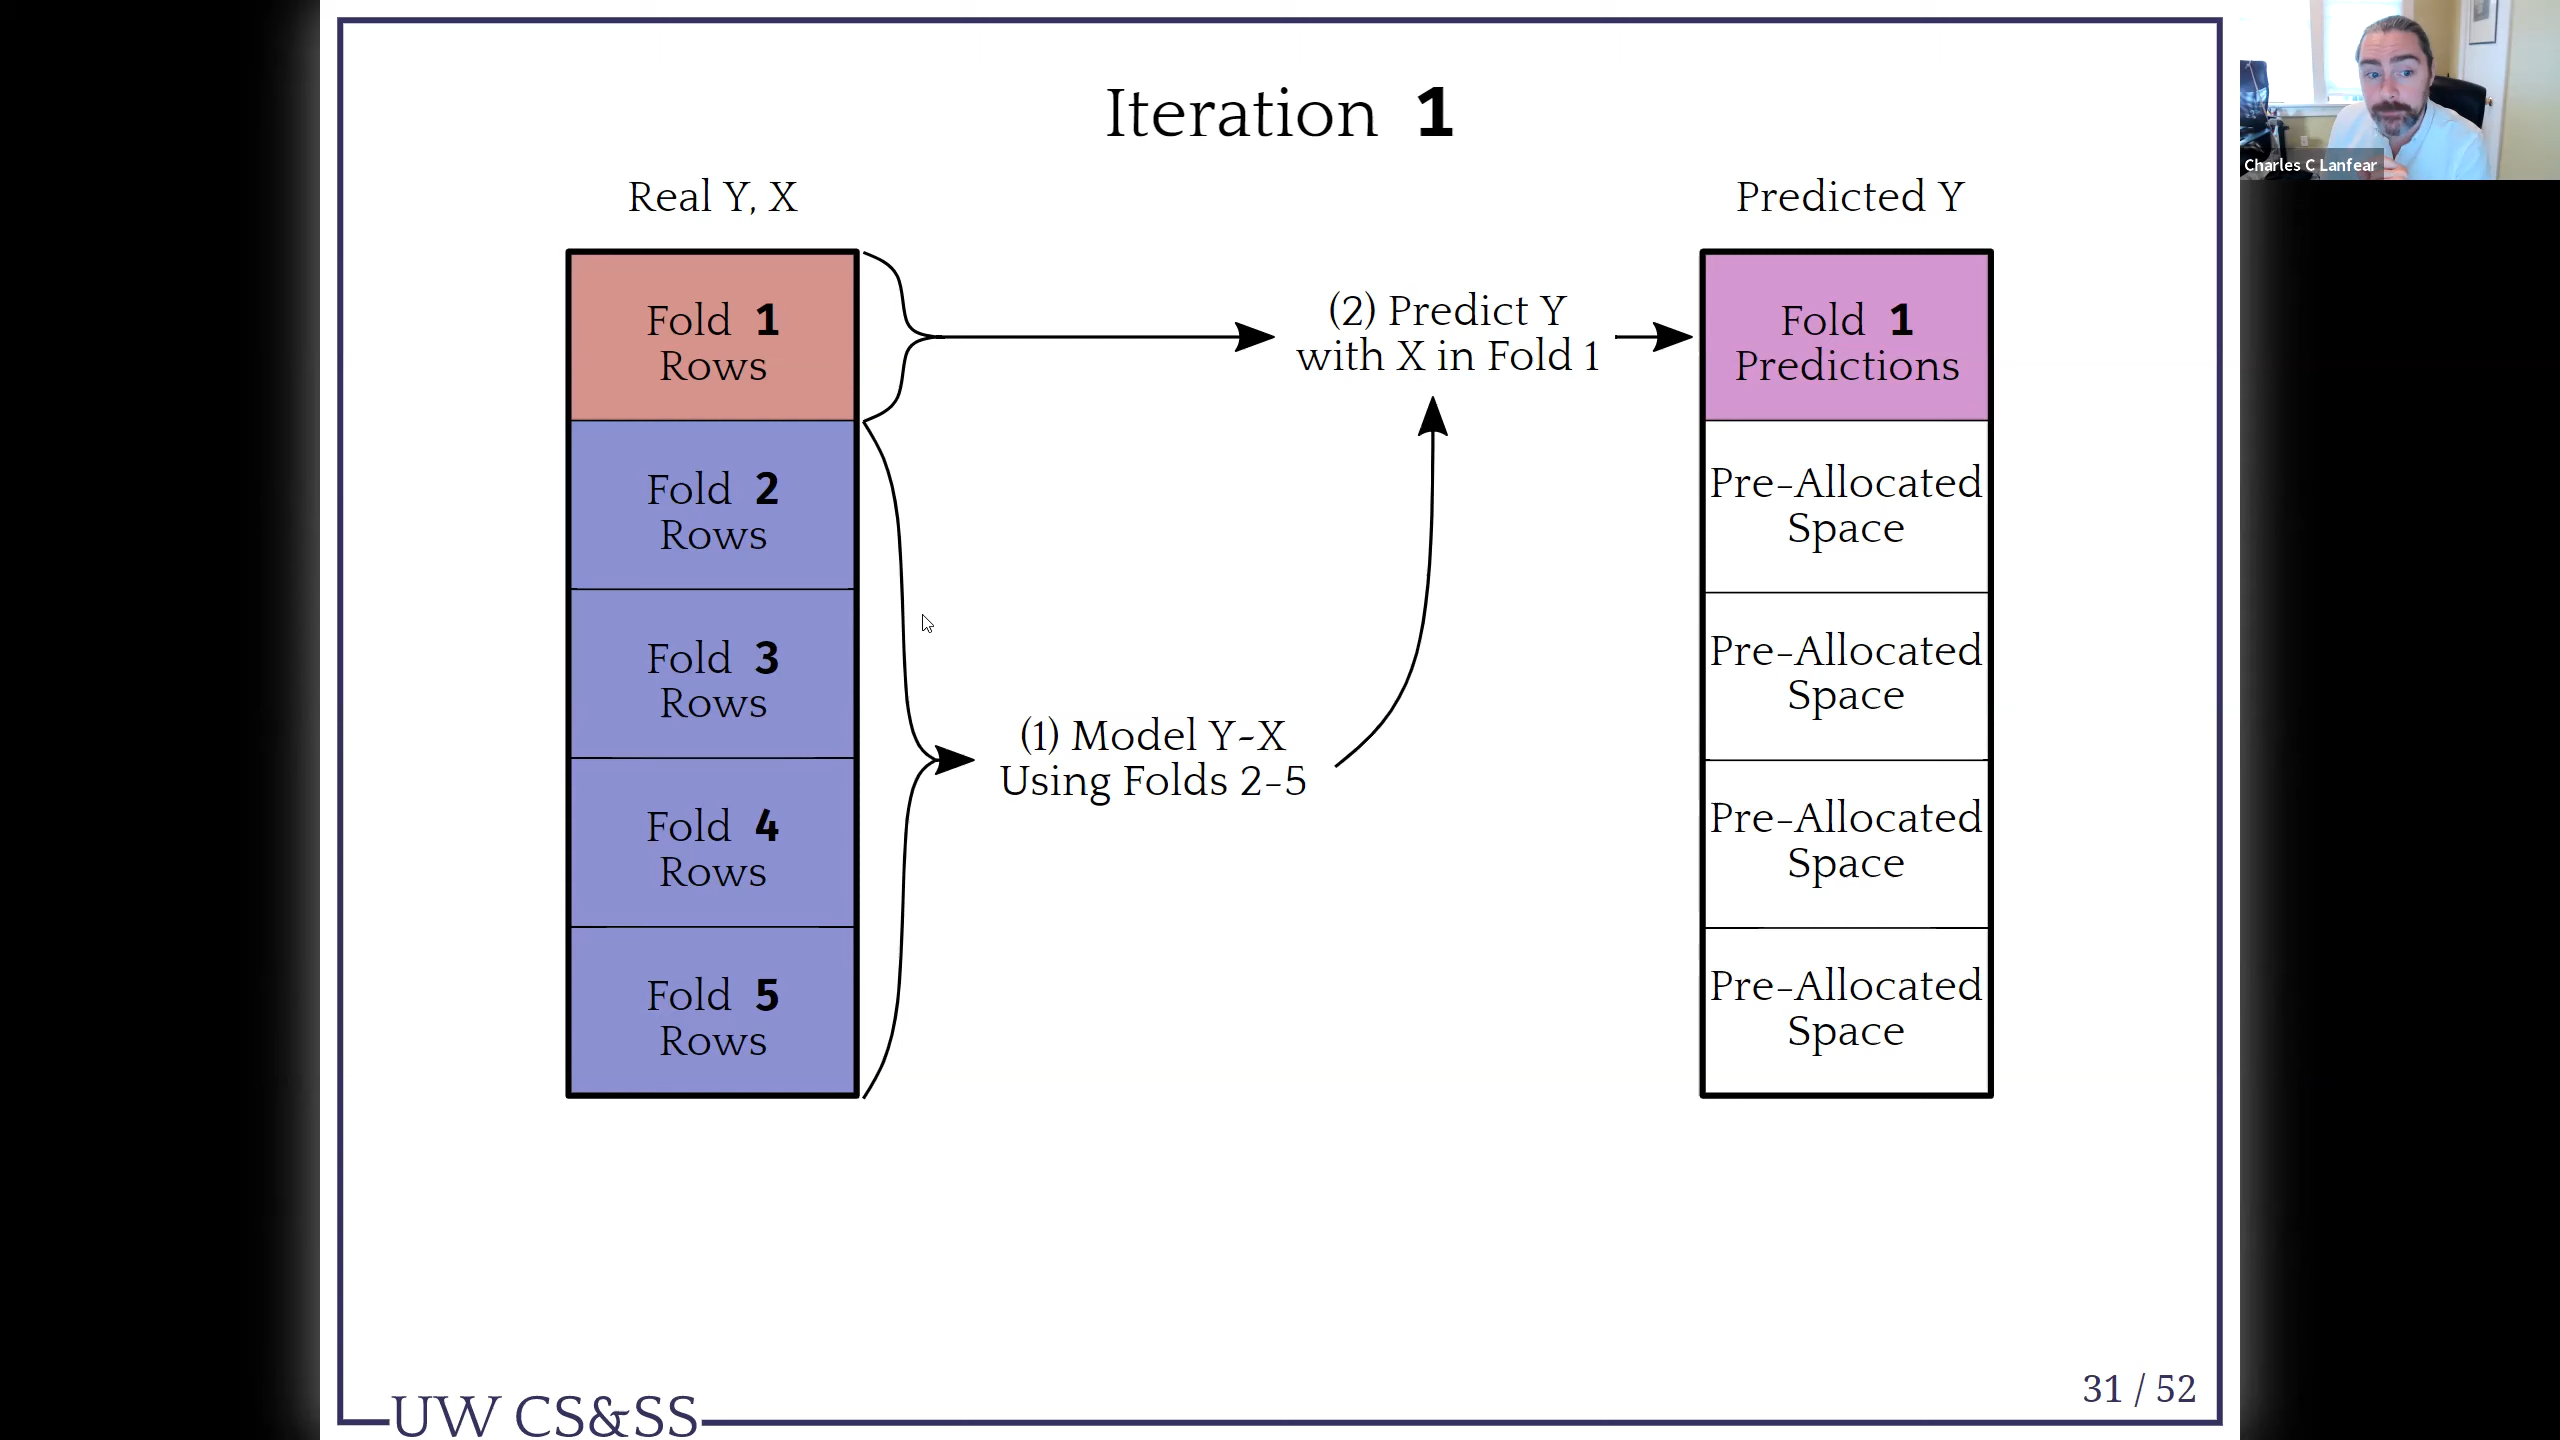 Iteration 1
Real Y, X
Predicted Y
Fold 1
Rows
Fold 2
Rows
Fold 3
Rows
Fold 4
Rows
Fold 5
Rows
(2) Predict Y
with X in Fold 1
(1) Model Y~X
Using Folds 2-5
Fold 1
Predictions
Pre-Allocated
Space
Pre-Allocated
Space
Pre-Allocated
Space
Pre-Allocated
Space
UW CS&SS
31 / 52
Charles C Lanfear